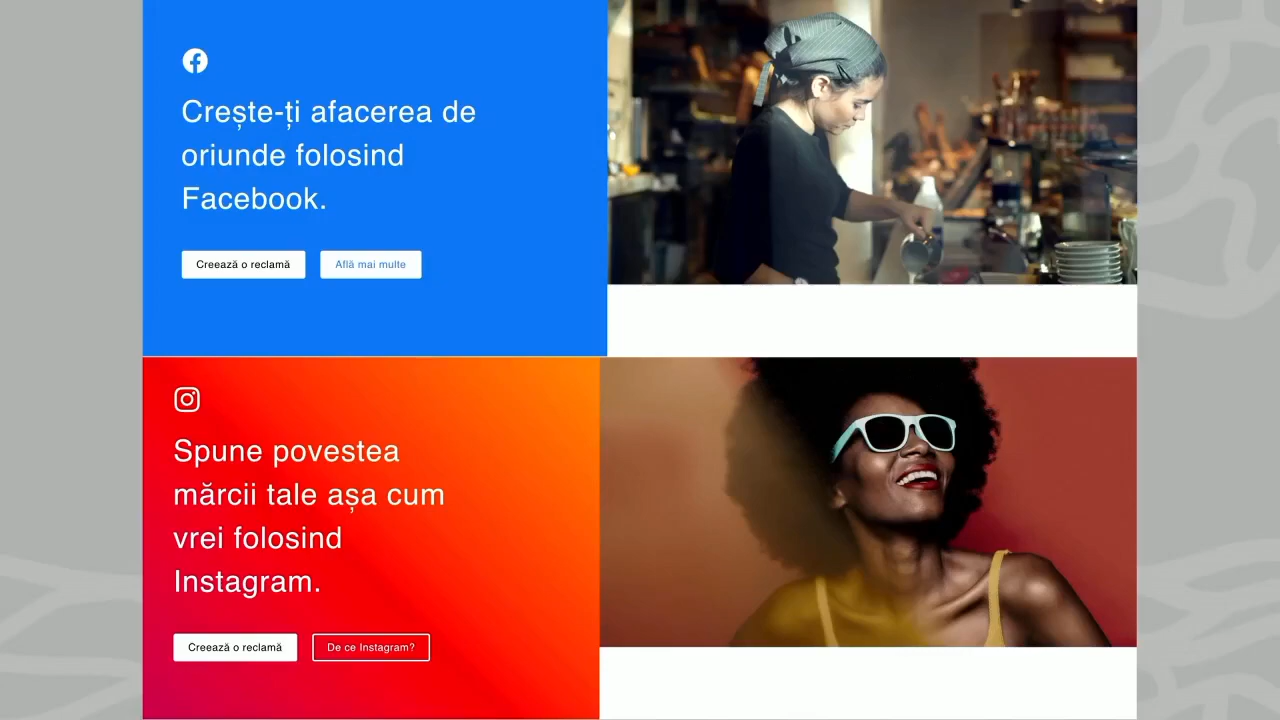 Crește-ți afacerea de
oriunde folosind
Facebook.
Creează o reclamă
Află mai multe
Spune povestea
mărcii tale așa cum
vrei folosind
Instagram.
Creează o reclamă
De ce Instagram?